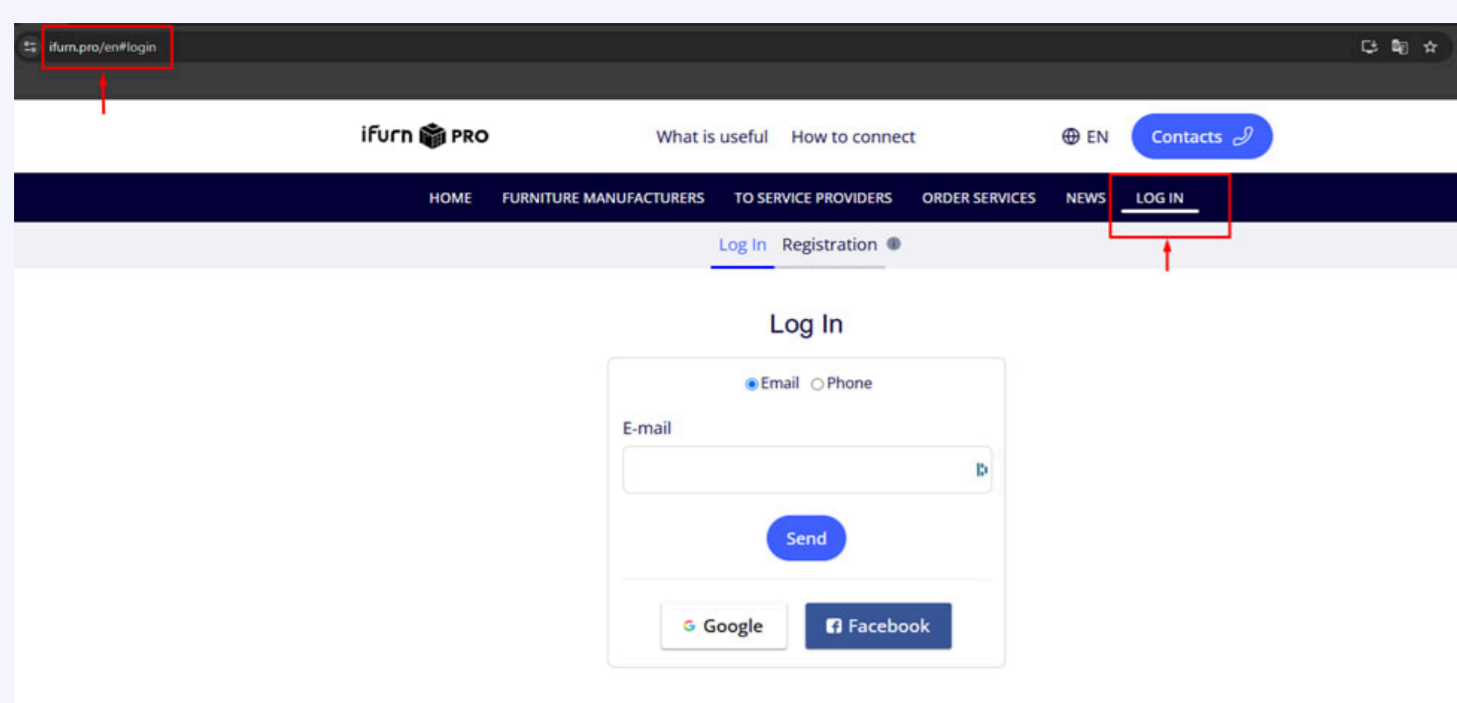 ifurn.pro/en#login
iFurn PRO What is useful How to connect EN Contacts
HOME FURNITURE MANUFACTURERS TO SERVICE PROVIDERS ORDER SERVICES NEWS LOG IN
Log In Registration
Log In
Email Phone
E-mail
Send
Google Facebook